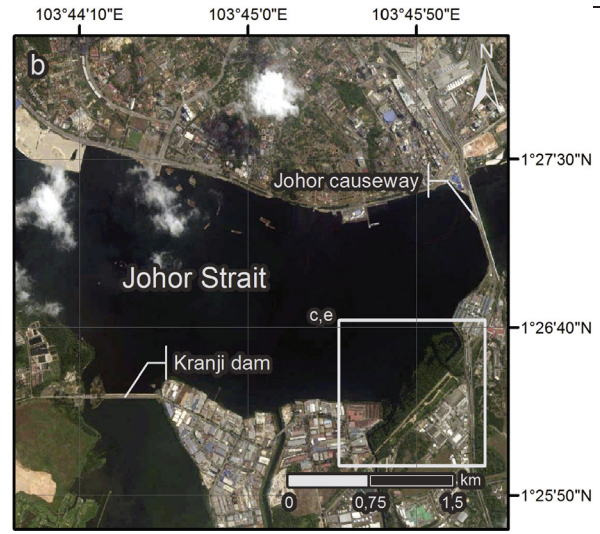 103°44'10"E 103°45'0"E 103°45'50"E
b
N
1°27'30"N
Johor causeway
Johor Strait
c,e
1°26'40"N
Kranji dam
km
0 0,75 1,5
1°25'50"N